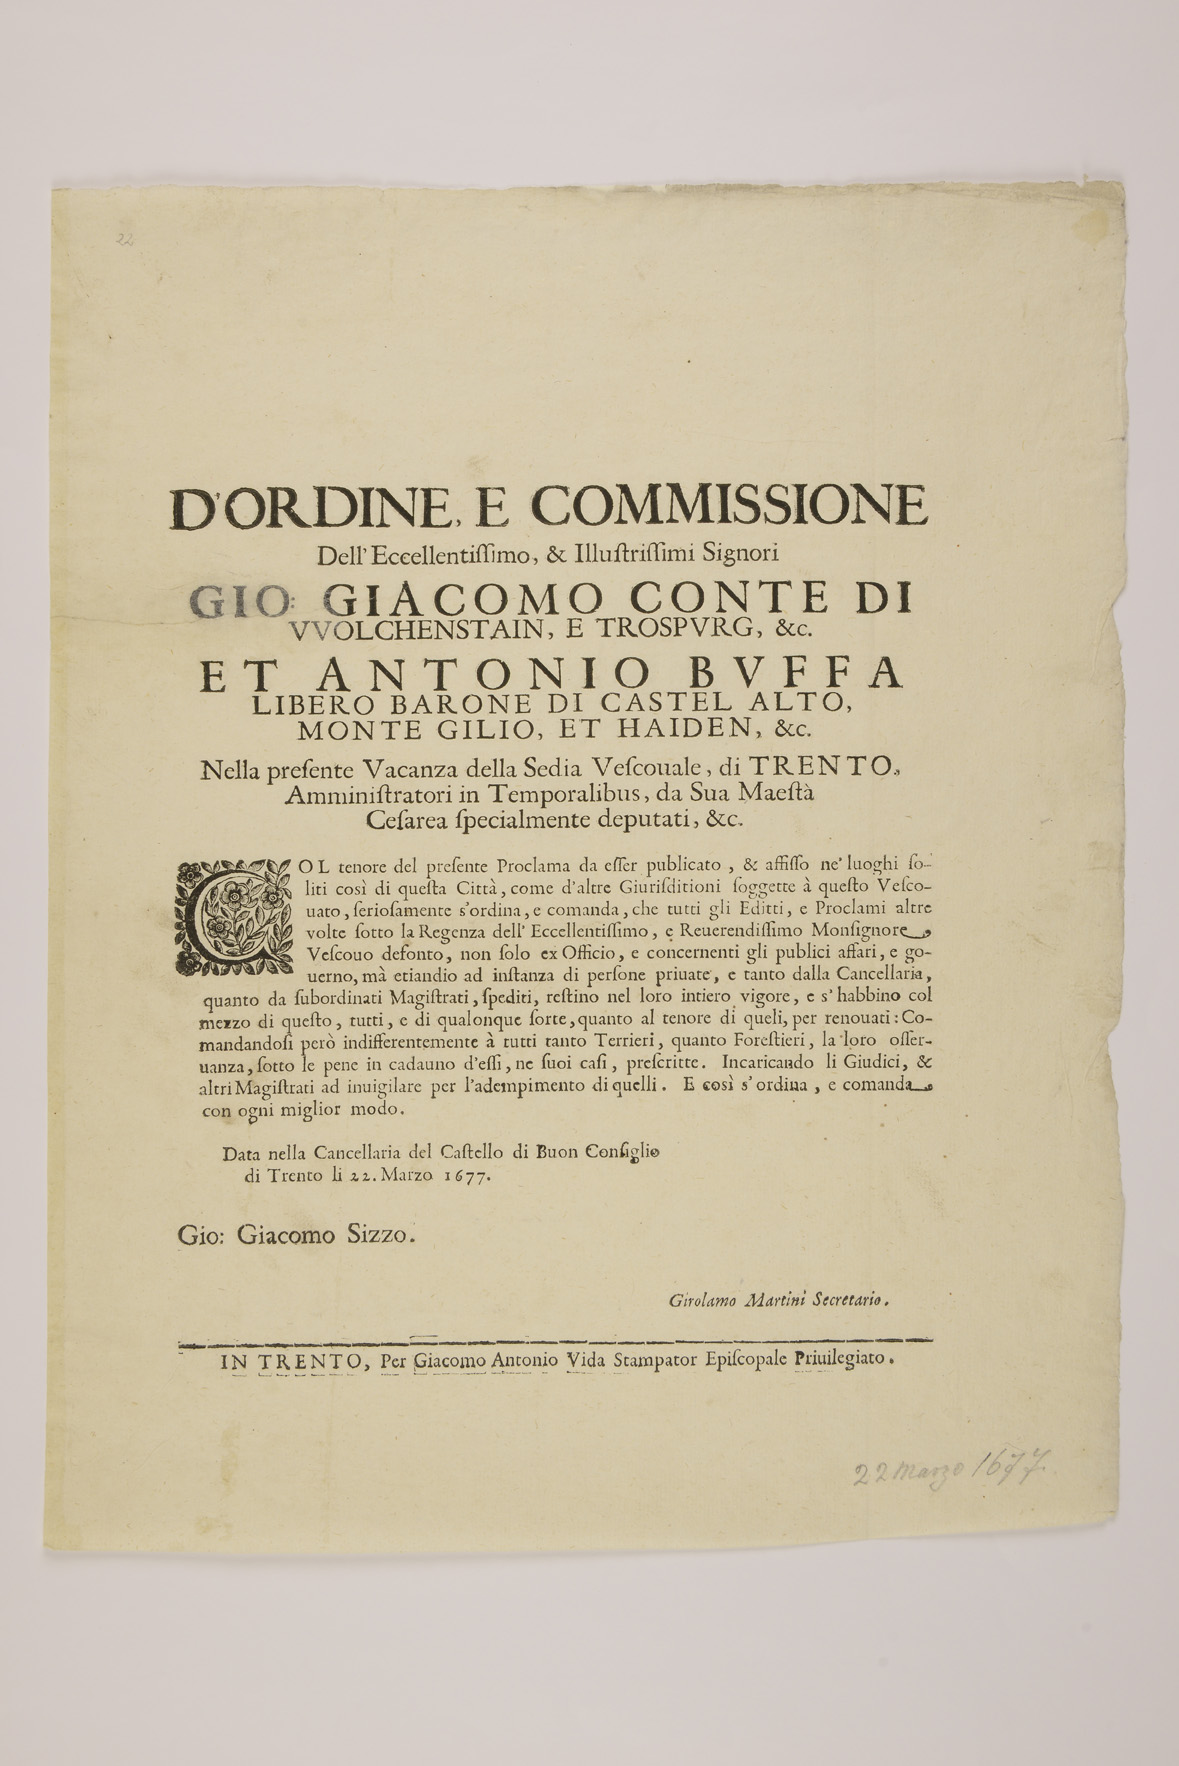 22
D'ORDINE, E COMMISSIONE
Dell'Eccellentiſſimo, & Illuſtriſſimi Signori
GIO: GIACOMO CONTE DI
VVOLCHENSTAIN, E TROSPVRG, &c.
ET ANTONIO BVFFA
LIBERO BARONE DI CASTEL ALTO,
MONTE GILIO, ET HAIDEN, &c.
Nella preſente Vacanza della Sedia Veſcouale, di TRENTO,
Amminiſtratori in Temporalibus, da Sua Maeſtà
Ceſarea ſpecialmente deputati, &c.
COL tenore del preſente Proclama da eſſer publicato, & affiſſo ne' luoghi ſo-
liti così di queſta Città, come d'altre Giuriſditioni ſoggette à queſto Veſco-
uato, ſerioſamente s'ordina, e comanda, che tutti gli Editti, e Proclami altre
volte ſotto la Regenza dell'Eccellentiſſimo, e Reuerendiſſimo Monſignore
Veſcouo defonto, non ſolo ex Officio, e concernenti gli publici affari, e go-
uerno, mà etiandio ad inſtanza di perſone priuate, e tanto dalla Cancellaria,
quanto da ſubordinati Magiſtrati, ſpediti, reſtino nel loro intiero vigore, e s'habbino col
mezzo di queſto, tutti, e di qualonque ſorte, quanto al tenore di queli, per renouati: Co-
mandandoſi però indifferentemente à tutti tanto Terrieri, quanto Foreſtieri, la loro oſſer-
uanza, ſotto le pene in cadauno d'eſſi, ne ſuoi caſi, preſcritte. Incaricando li Giudici, &
altri Magiſtrati ad inuigilare per l'adempimento di quelli. E così s'ordina, e comanda
con ogni miglior modo.
Data nella Cancellaria del Caſtello di Buon Conſiglio
di Trento li 22. Marzo 1677.
Gio: Giacomo Sizzo.
Girolamo Martini Secretario.
IN TRENTO, Per Giacomo Antonio Vida Stampator Epiſcopale Priuilegiato.
22 Marzo 1677